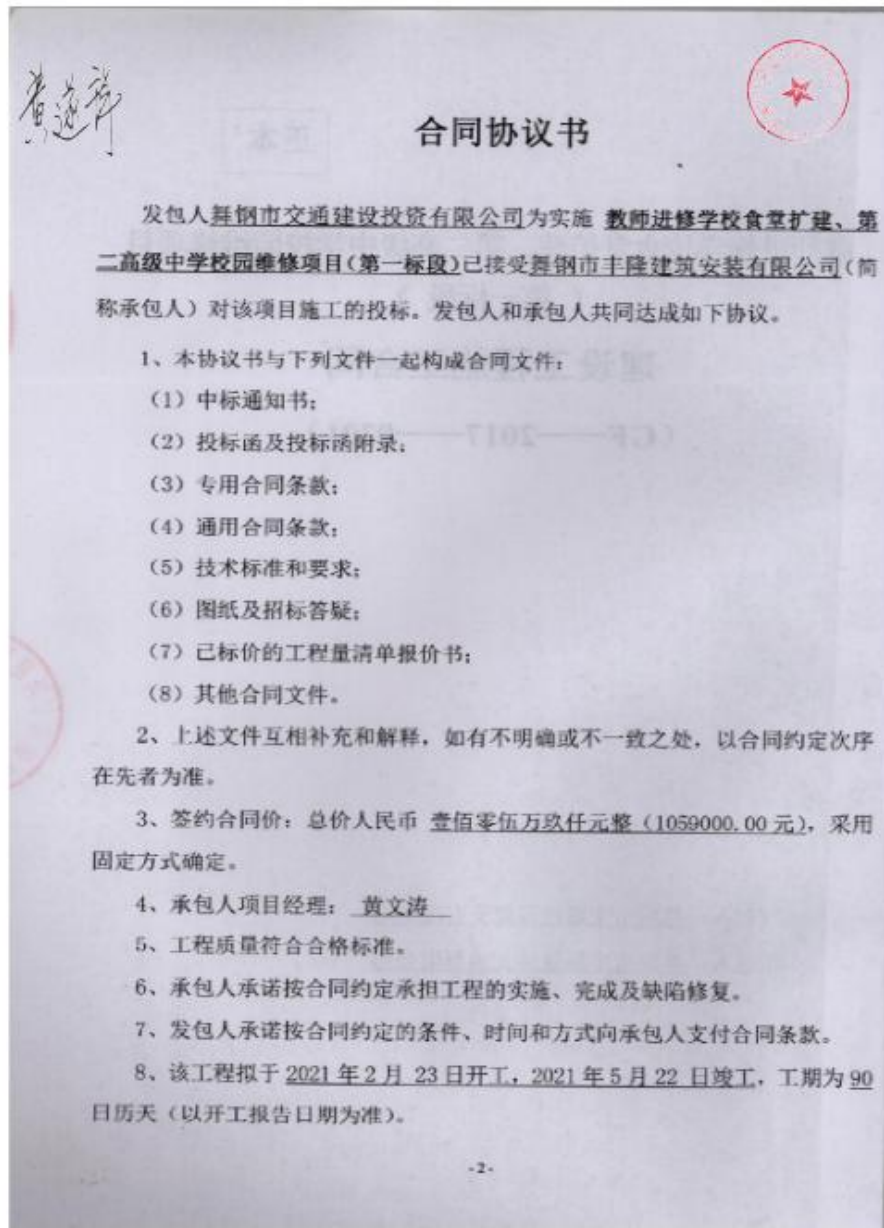 合同协议书
发包人舞钢市交通建设投资有限公司为实施 教师进修学校食堂扩建、第
二高级中学校园维修项目(第一标段)已接受舞钢市丰隆建筑安装有限公司(简
称承包人)对该项目施工的投标。发包人和承包人共同达成如下协议。
1、本协议书与下列文件一起构成合同文件:
(1)中标通知书;
(2)投标函及投标函附录;
(3)专用合同条款;
(4)通用合同条款;
(5)技术标准和要求;
(6)图纸及招标答疑;
(7)已标价的工程量清单报价书;
(8)其他合同文件。
2、上述文件互相补充和解释,如有不明确或不一致之处,以合同约定次序
在先者为准。
3、签约合同价:总价人民币 壹佰零伍万玖仟元整(1059000.00元),采用
固定方式确定。
4、承包人项目经理: 黄文涛
5、工程质量符合合格标准。
6、承包人承诺按合同约定承担工程的实施、完成及缺陷修复。
7、发包人承诺按合同约定的条件、时间和方式向承包人支付合同条款。
8、该工程拟于 2021年2月 23日开工,2021年5月22 日竣工,工期为 90
日历天(以开工报告日期为准)。
-2-